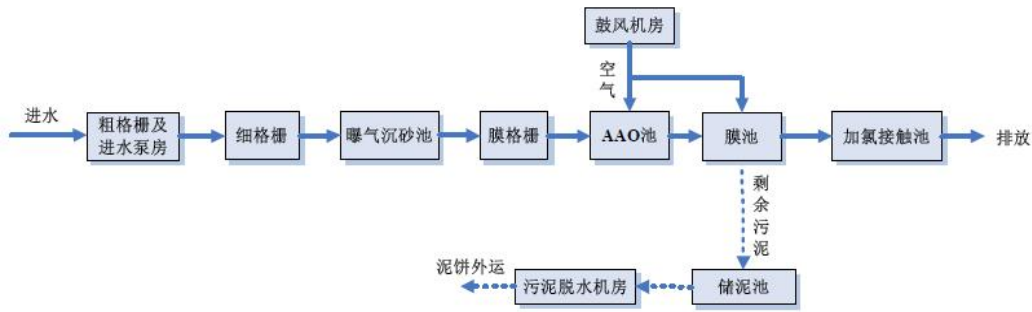 鼓风机房
空气
进水
粗格栅及
进水泵房
细格栅
曝气沉砂池
膜格栅
AAO池
膜池
加氯接触池
排放
剩余污泥
泥饼外运
污泥脱水机房
储泥池